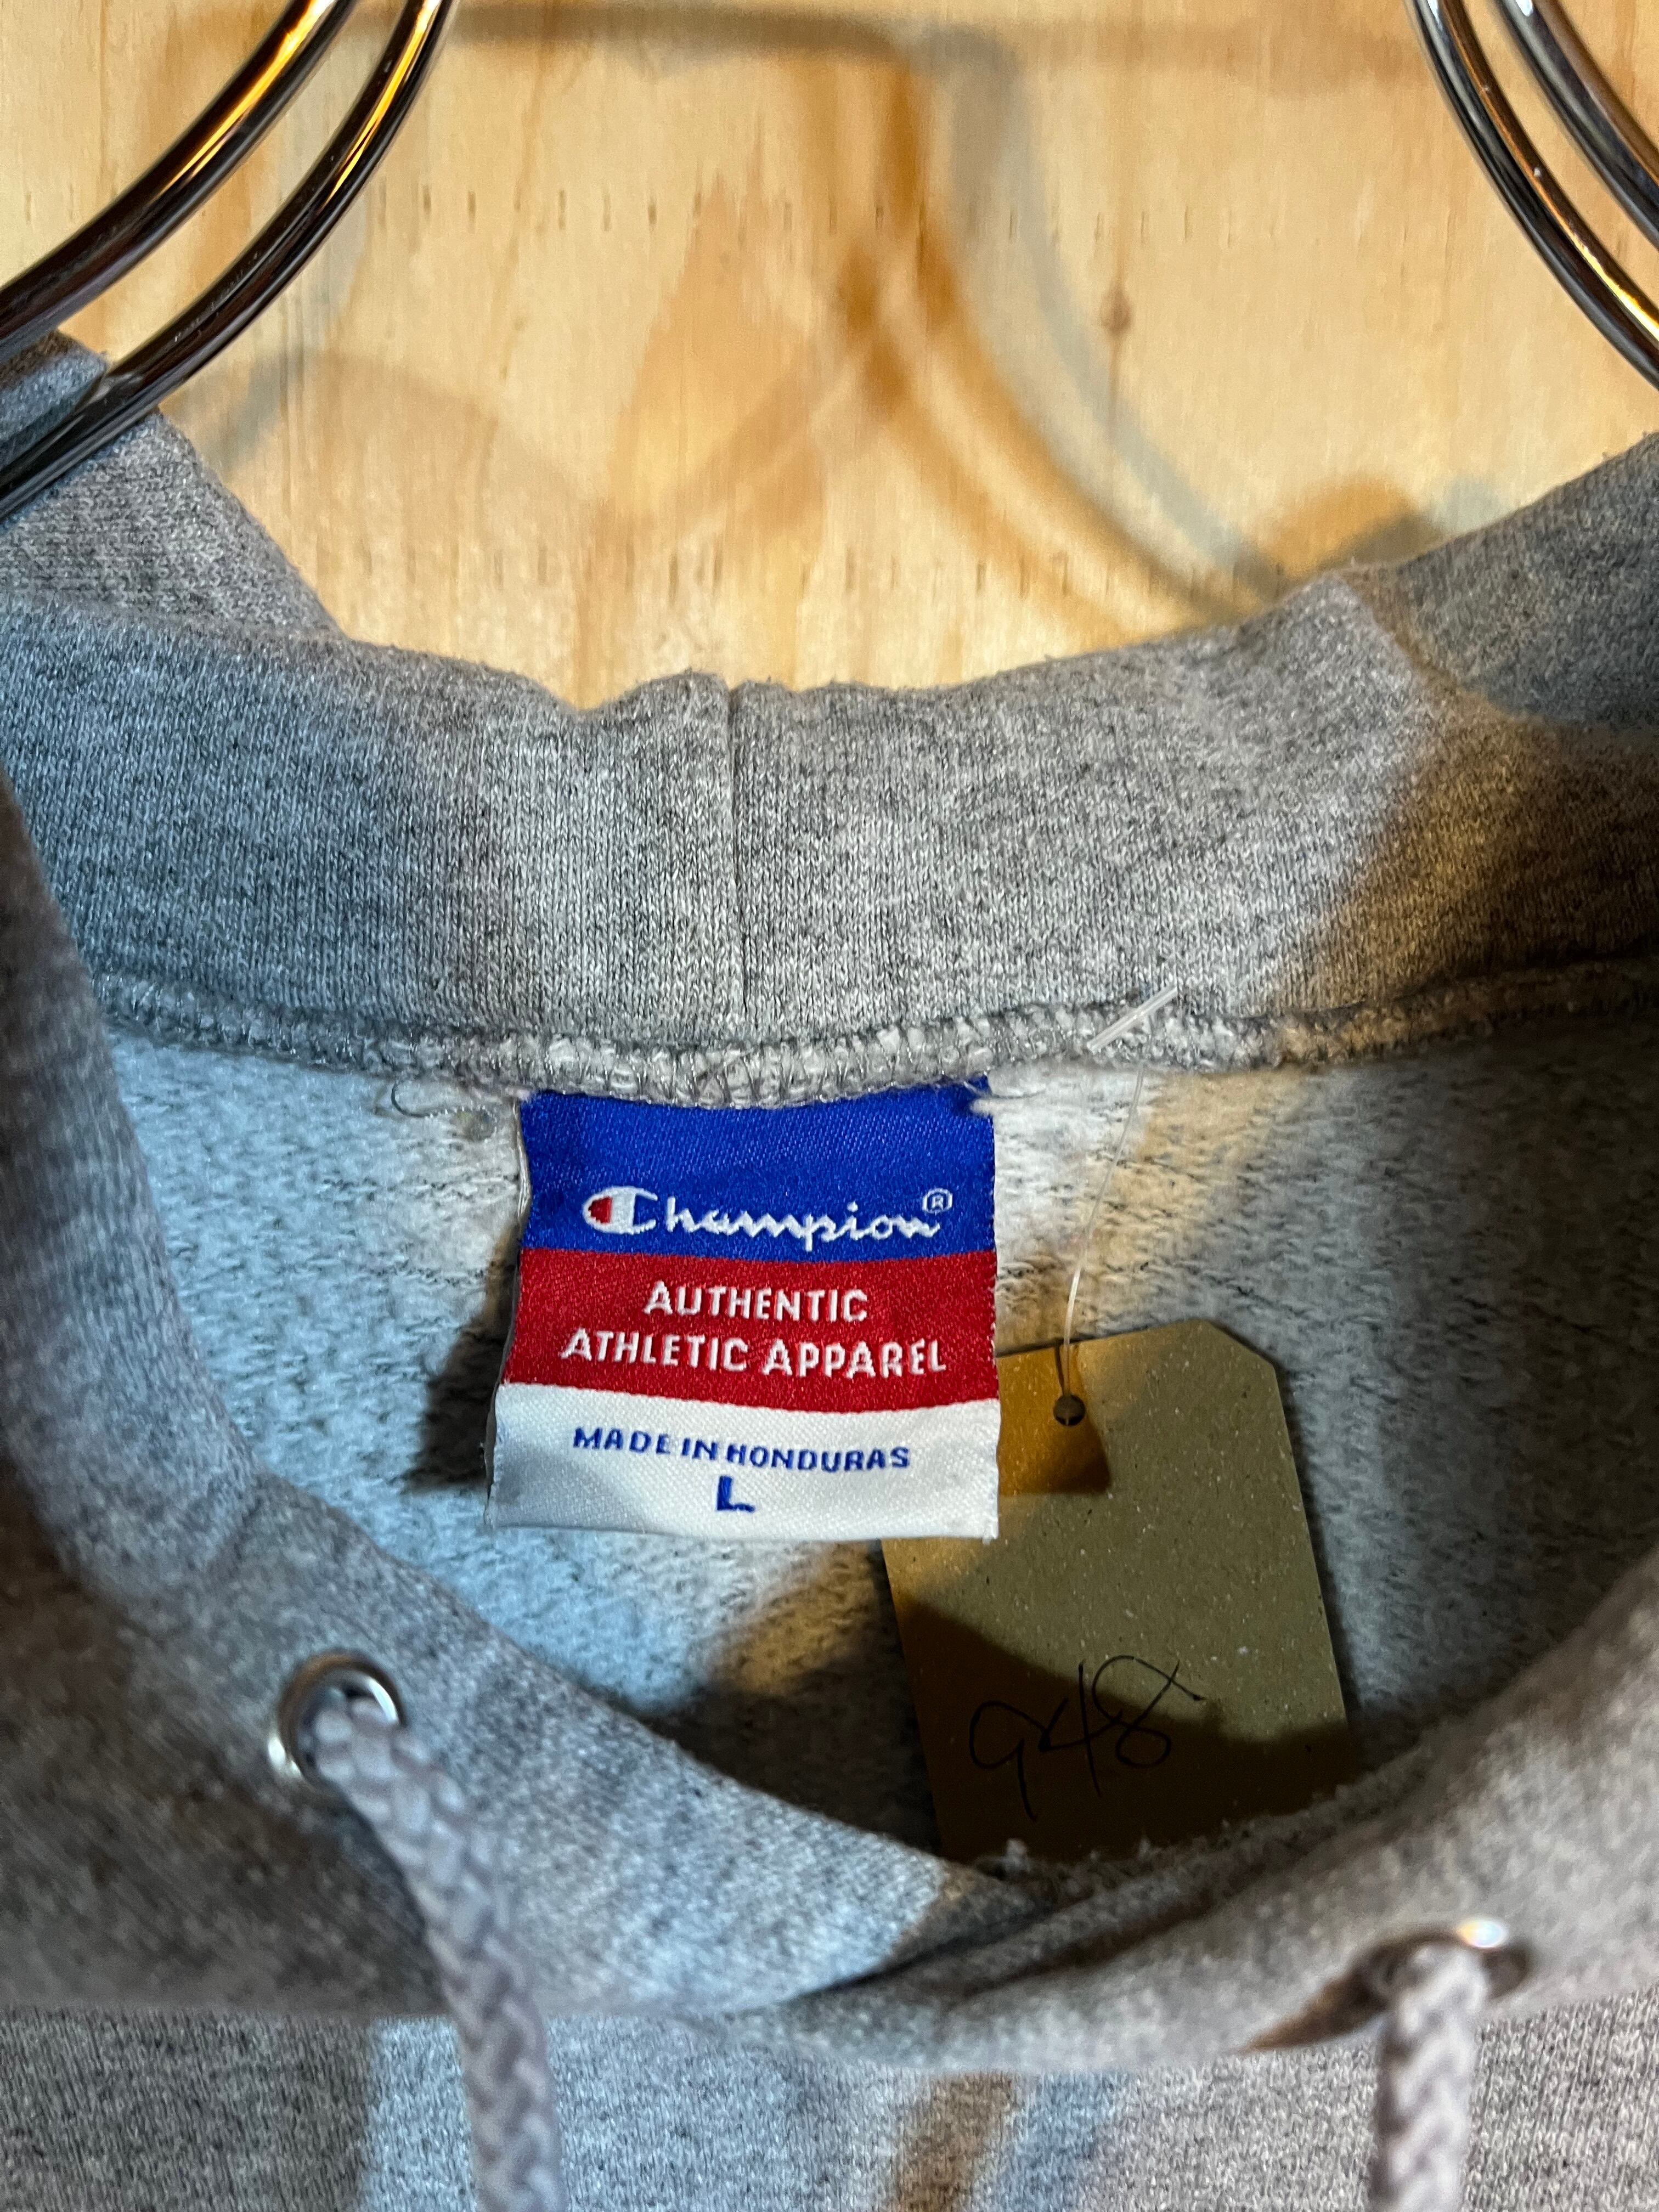 Champion®
AUTHENTIC
ATHLETIC APPAREL
MADE IN HONDURAS
L
948